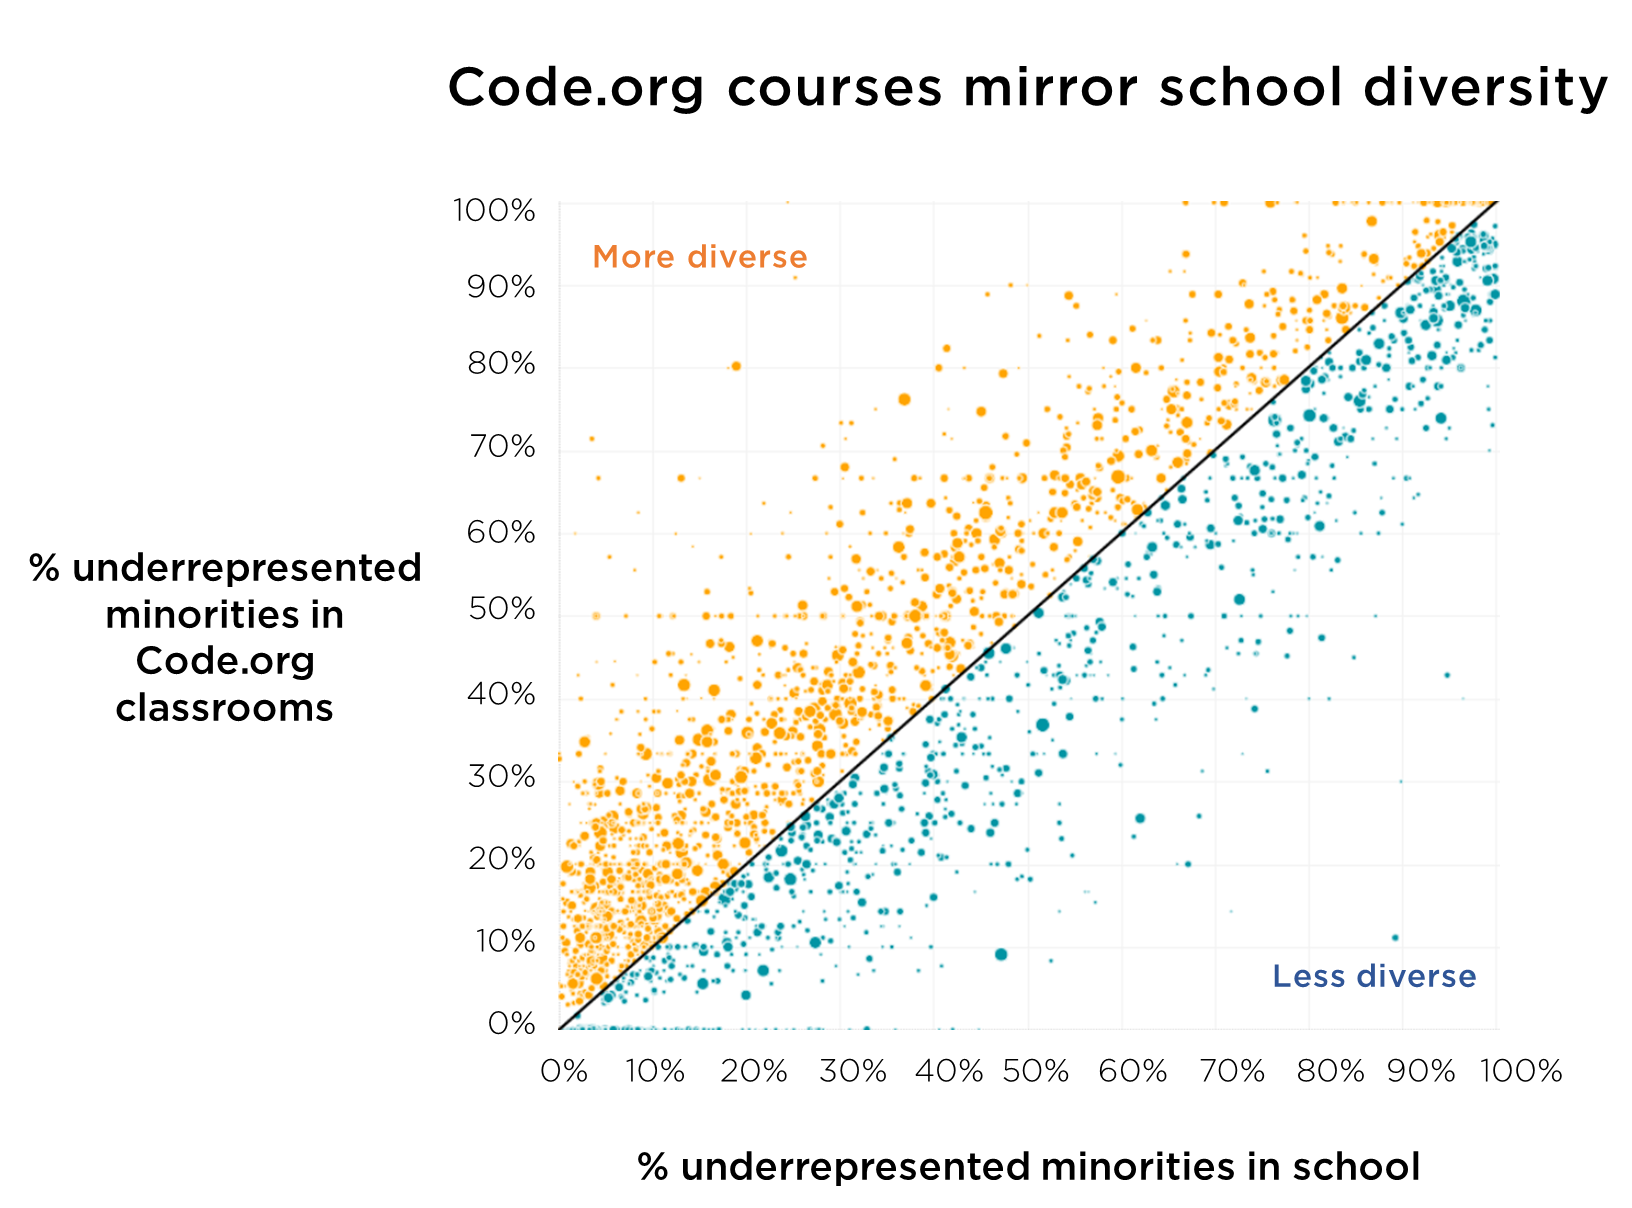 Code.org courses mirror school diversity
100%
More diverse
90%
80%
70%
60%
% underrepresented
minorities in
Code.org
classrooms
50%
40%
30%
20%
10%
Less diverse
0%
0% 10% 20% 30% 40% 50% 60% 70% 80% 90% 100%
% underrepresented minorities in school